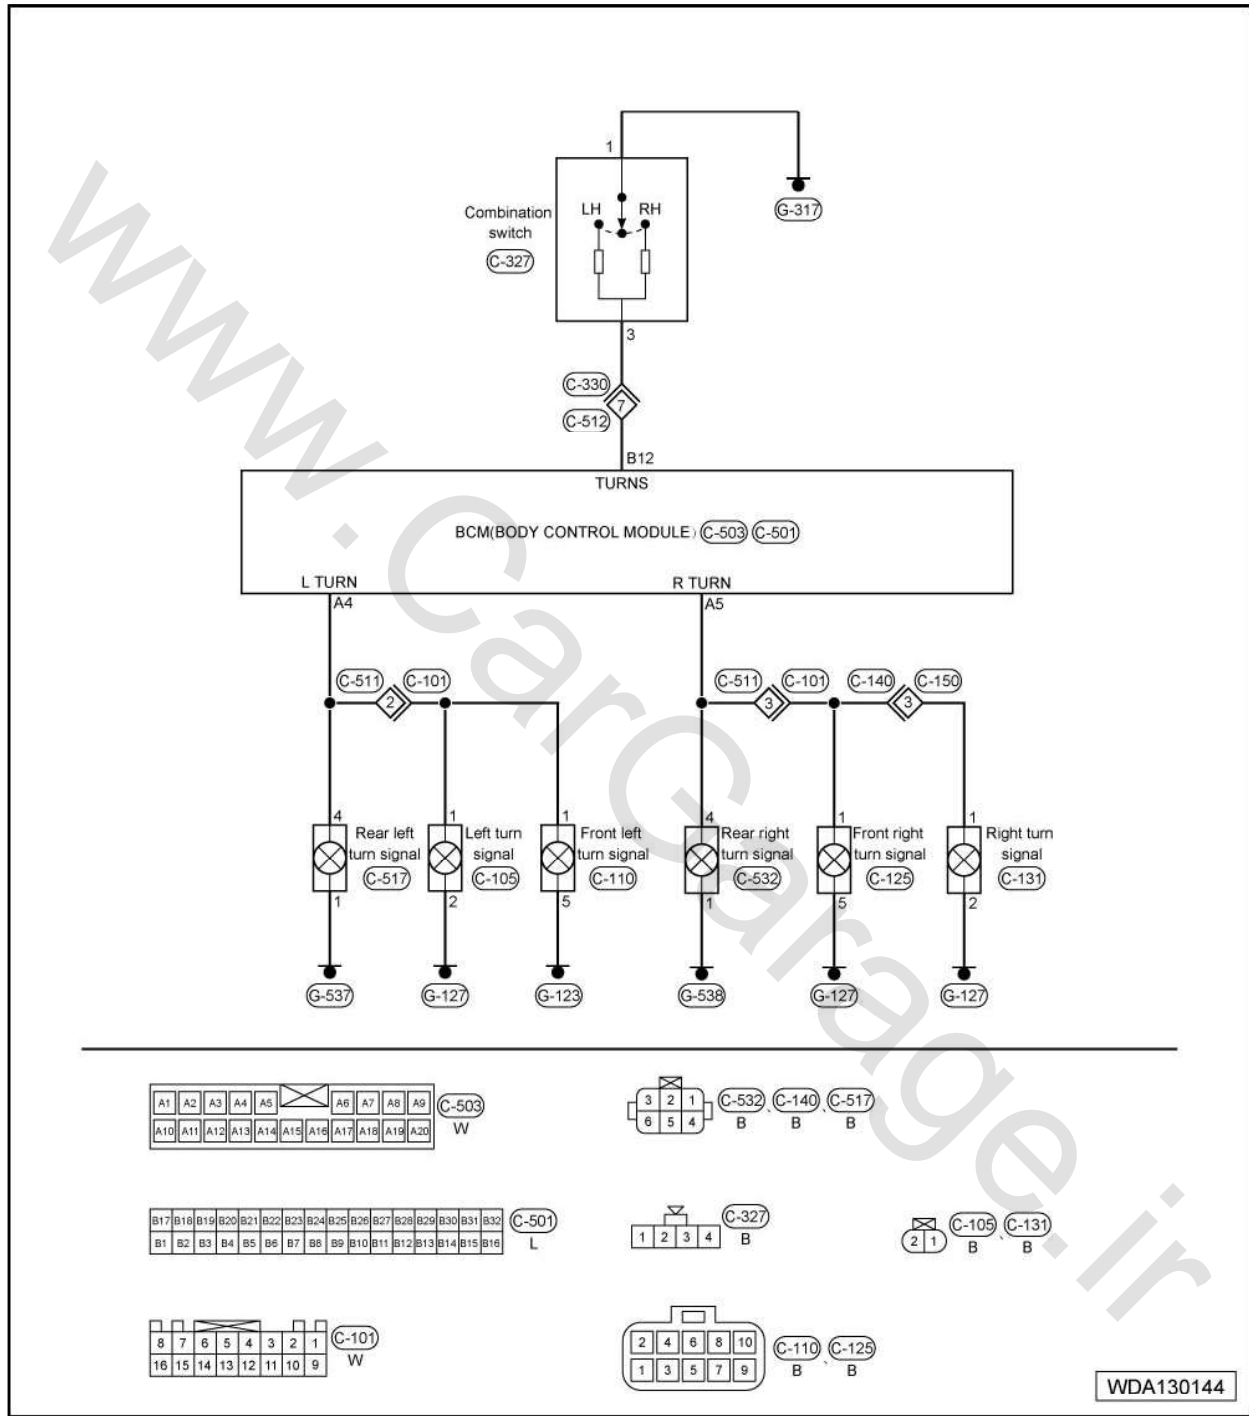 1
G-317
LH RH
Combination
switch
C-327
3
C-330
7
C-512
B12
TURNS
BCM(BODY CONTROL MODULE) C-503 C-501
L TURN R TURN
A4 A5
C-511 C-101 C-511 C-101 C-140 C-150
2 3 3
4 1 1 4 1 1
Rear left
turn signal
C-517
Left turn
signal
C-105
Front left
turn signal
C-110
Rear right
turn signal
C-532
Front right
turn signal
C-125
Right turn
signal
C-131
1 2 5 1 5 2
G-537 G-127 G-123 G-538 G-127 G-127
A1 A2 A3 A4 A5 A6 A7 A8 A9
A10 A11 A12 A13 A14 A15 A16 A17 A18 A19 A20
C-503
W
3 2 1
6 5 4
C-532 、 C-140 、 C-517
B B B
B17 B18 B19 B20 B21 B22 B23 B24 B25 B26 B27 B28 B29 B30 B31 B32
B1 B2 B3 B4 B5 B6 B7 B8 B9 B10 B11 B12 B13 B14 B15 B16
C-501
L
1 2 3 4
C-327
B
2 1
C-105 、 C-131
B B
8 7 6 5 4 3 2 1
16 15 14 13 12 11 10 9
C-101
W
2 4 6 8 10
1 3 5 7 9
C-110 、 C-125
B B
WDA130144
www.CarGarage.ir